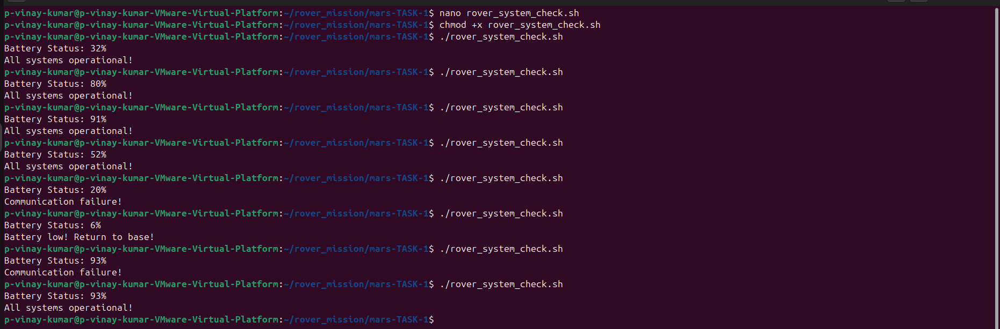 p-vinay-kumar@p-vinay-kumar-VMware-Virtual-Platform:~/rover_mission/mars-TASK-1$ nano rover_system_check.sh
p-vinay-kumar@p-vinay-kumar-VMware-Virtual-Platform:~/rover_mission/mars-TASK-1$ chmod +x rover_system_check.sh
p-vinay-kumar@p-vinay-kumar-VMware-Virtual-Platform:~/rover_mission/mars-TASK-1$ ./rover_system_check.sh
Battery Status: 32%
All systems operational!
p-vinay-kumar@p-vinay-kumar-VMware-Virtual-Platform:~/rover_mission/mars-TASK-1$ ./rover_system_check.sh
Battery Status: 80%
All systems operational!
p-vinay-kumar@p-vinay-kumar-VMware-Virtual-Platform:~/rover_mission/mars-TASK-1$ ./rover_system_check.sh
Battery Status: 91%
All systems operational!
p-vinay-kumar@p-vinay-kumar-VMware-Virtual-Platform:~/rover_mission/mars-TASK-1$ ./rover_system_check.sh
Battery Status: 52%
All systems operational!
p-vinay-kumar@p-vinay-kumar-VMware-Virtual-Platform:~/rover_mission/mars-TASK-1$ ./rover_system_check.sh
Battery Status: 20%
Communication failure!
p-vinay-kumar@p-vinay-kumar-VMware-Virtual-Platform:~/rover_mission/mars-TASK-1$ ./rover_system_check.sh
Battery Status: 6%
Battery low! Return to base!
p-vinay-kumar@p-vinay-kumar-VMware-Virtual-Platform:~/rover_mission/mars-TASK-1$ ./rover_system_check.sh
Battery Status: 93%
Communication failure!
p-vinay-kumar@p-vinay-kumar-VMware-Virtual-Platform:~/rover_mission/mars-TASK-1$ ./rover_system_check.sh
Battery Status: 93%
All systems operational!
p-vinay-kumar@p-vinay-kumar-VMware-Virtual-Platform:~/rover_mission/mars-TASK-1$